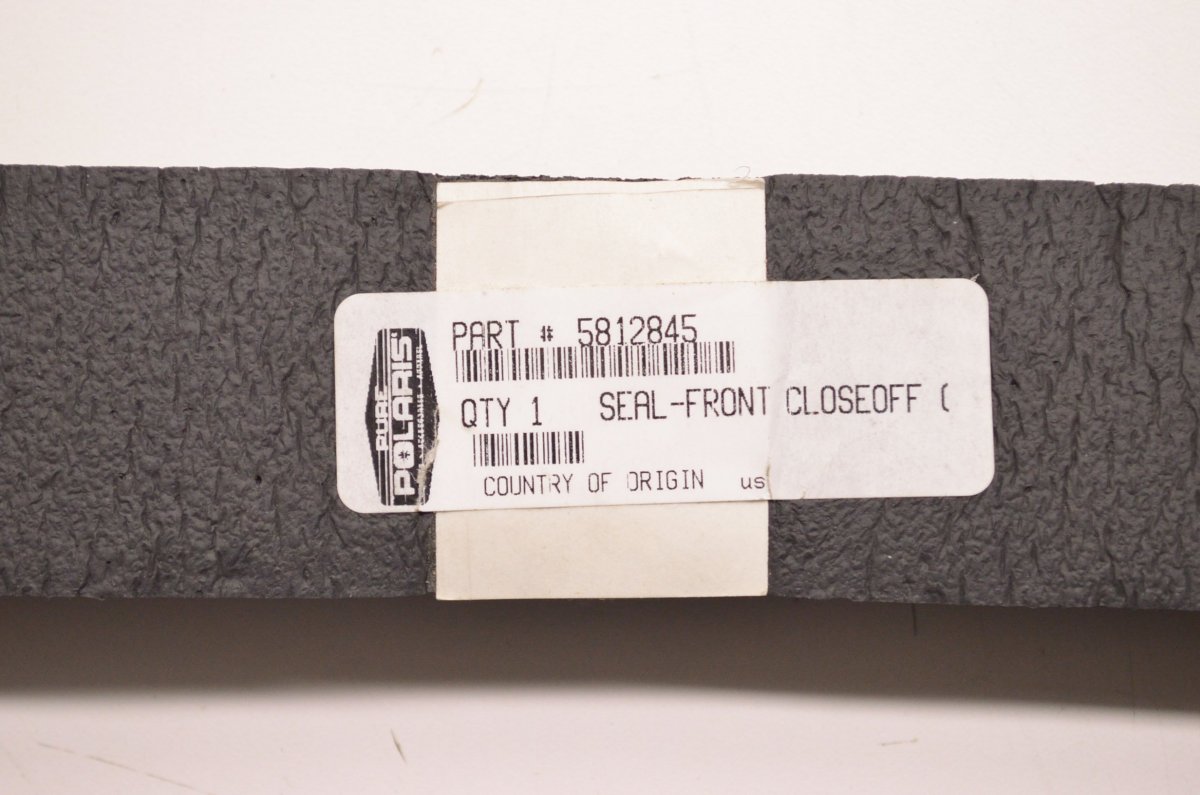 PART # 5812845
QTY 1 SEAL-FRONT CLOSEOFF (
COUNTRY OF ORIGIN us
PURE
POLARIS